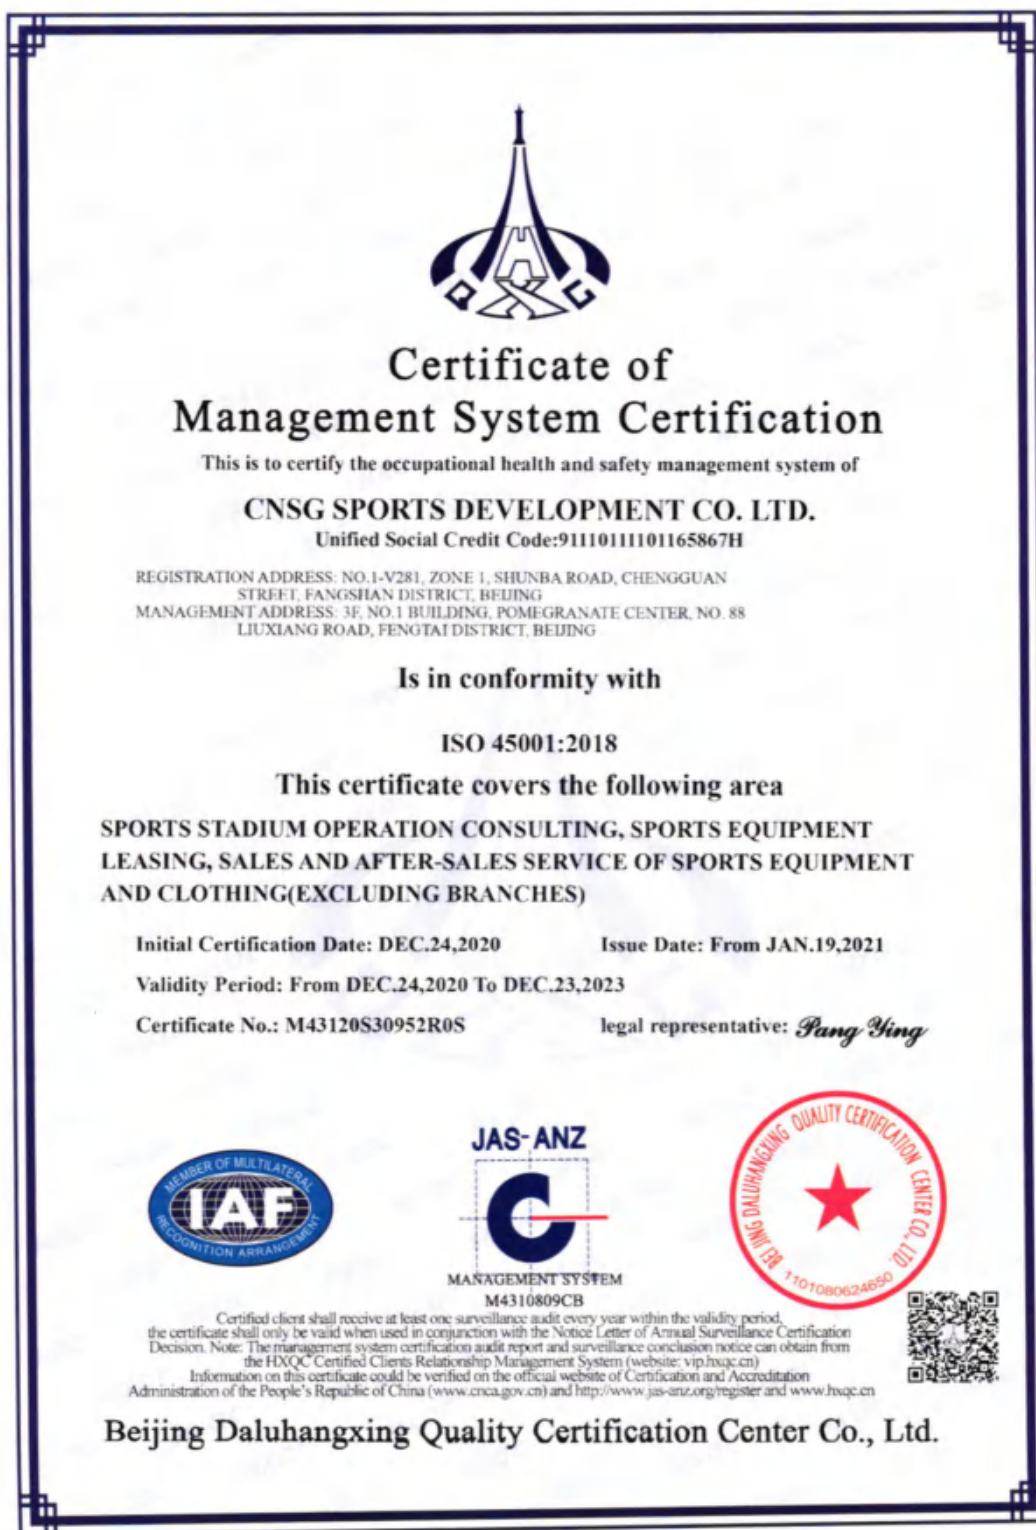 Q H X G
Certificate of
Management System Certification
This is to certify the occupational health and safety management system of
CNSG SPORTS DEVELOPMENT CO. LTD.
Unified Social Credit Code:91110111101165867H
REGISTRATION ADDRESS: NO.1-V281, ZONE 1, SHUNBA ROAD, CHENGGUAN
STREET, FANGSHAN DISTRICT, BEIJING
MANAGEMENT ADDRESS: 3F, NO.1 BUILDING, POMEGRANATE CENTER, NO. 88
LIUXIANG ROAD, FENGTAI DISTRICT, BEIJING
Is in conformity with
ISO 45001:2018
This certificate covers the following area
SPORTS STADIUM OPERATION CONSULTING, SPORTS EQUIPMENT
LEASING, SALES AND AFTER-SALES SERVICE OF SPORTS EQUIPMENT
AND CLOTHING(EXCLUDING BRANCHES)
Initial Certification Date: DEC.24,2020 Issue Date: From JAN.19,2021
Validity Period: From DEC.24,2020 To DEC.23,2023
Certificate No.: M43120S30952R0S legal representative: Pang Ying
MEMBER OF MULTILATERAL
IAF
RECOGNITION ARRANGEMENT
JAS-ANZ
MANAGEMENT SYSTEM
M4310809CB
BEI JING DALUHANGXING QUALITY CERTIFICATION CENTER CO., LTD.
1101080624650
Certified client shall receive at least one surveillance audit every year within the validity period,
the certificate shall only be valid when used in conjunction with the Notice Letter of Annual Surveillance Certification
Decision. Note: The management system certification audit report and surveillance conclusion notice can obtain from
the HXQC Certified Clients Relationship Management System (website: vip.hxqc.cn)
Information on this certificate could be verified on the official website of Certification and Accreditation
Administration of the People's Republic of China (www.cnca.gov.cn) and http://www.jas-anz.org/register and www.hxqc.cn
Beijing Daluhangxing Quality Certification Center Co., Ltd.